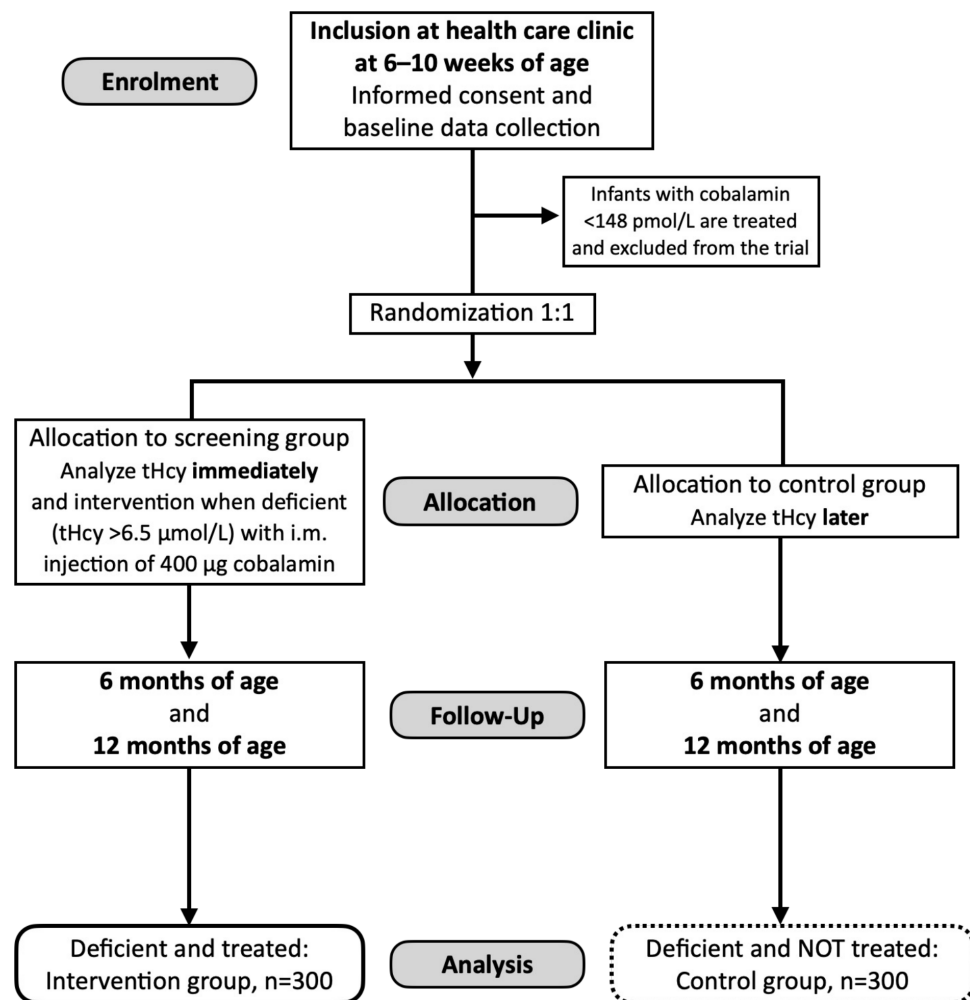 Inclusion at health care clinic
at 6–10 weeks of age
Informed consent and
baseline data collection
Enrolment
Infants with cobalamin
<148 pmol/L are treated
and excluded from the trial
Randomization 1:1
Allocation to screening group
Analyze tHcy immediately
and intervention when deficient
(tHcy >6.5 μmol/L) with i.m.
injection of 400 μg cobalamin
Allocation
Allocation to control group
Analyze tHcy later
6 months of age
and
12 months of age
Follow-Up
6 months of age
and
12 months of age
Deficient and treated:
Intervention group, n=300
Analysis
Deficient and NOT treated:
Control group, n=300